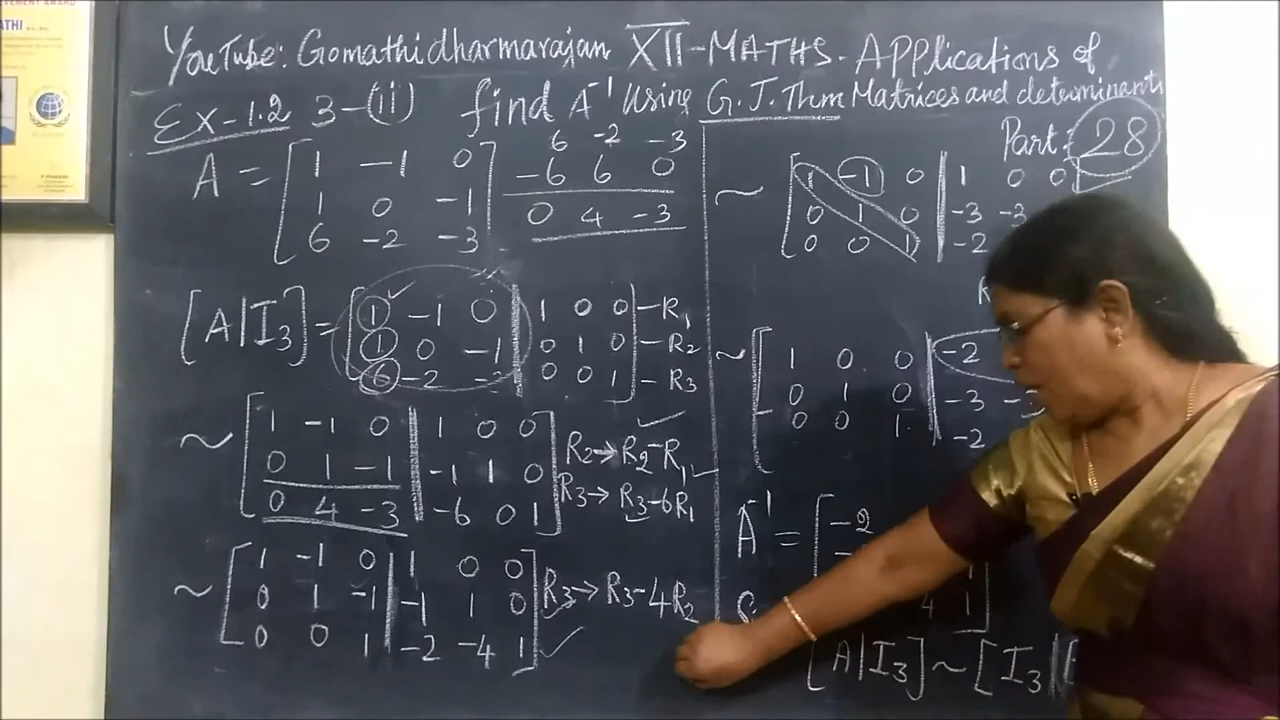 VEMENT AWARD
YouTube: Gomathidharmarajan XII-MATHS. Applications of
Ex-1.2 3-(ii) find A⁻¹ Using G.J.Thm Matrices and determinants
Part: 28
6 -2 -3
-6 6 0
0 4 -3
A = [ 1 -1 0
1 0 -1
6 -2 -3 ]
[A|I₃] = [ 1 -1 0 | 1 0 0 ] -R₁
1 0 -1 | 0 1 0 -R₂
6 -2 | 0 0 1 -R₃
~ [ 1 -1 0 | 1 0 0 ]
0 1 -1 | -1 1 0 R₂→R₂-R₁
0 4 -3 | -6 0 1 R₃→R₃-6R₁
~ [ 1 -1 0 | 1 0 0 ]
0 1 -1 | -1 1 0 R₃→R₃-4R₂
0 0 1 | -2 -4 1
~ [ 1 -1 0 | 1 0 0 ]
0 1 0 | -3 -3
0 0 1 | -2
~ [ 1 0 0 | -2
0 1 0 | -3
0 0 1 | -2
A⁻¹ = [ -2
4 1 ]
[A|I₃] ~ [I₃|